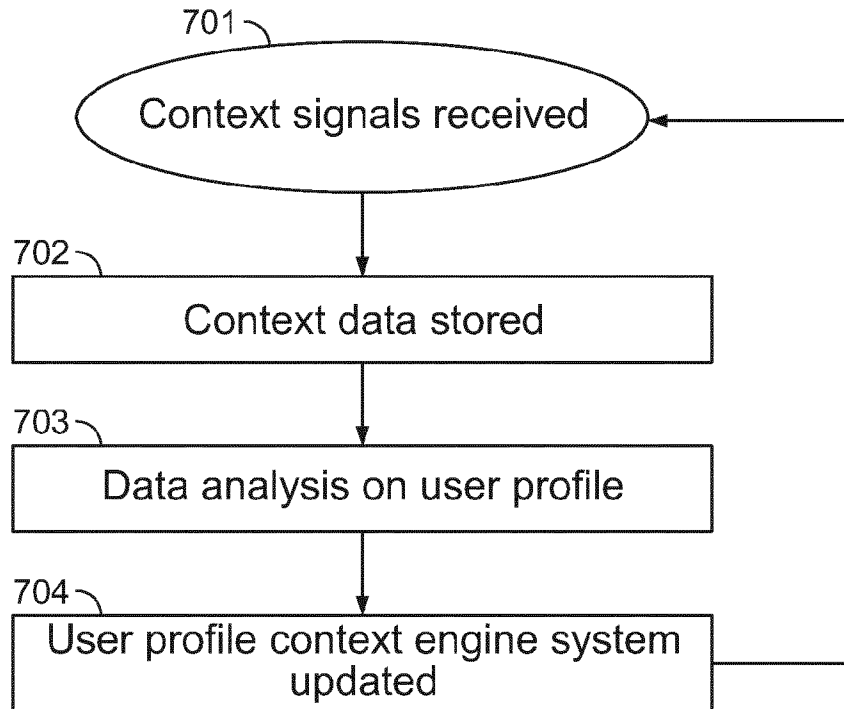 701
Context signals received
702
Context data stored
703
Data analysis on user profile
704
User profile context engine system
updated